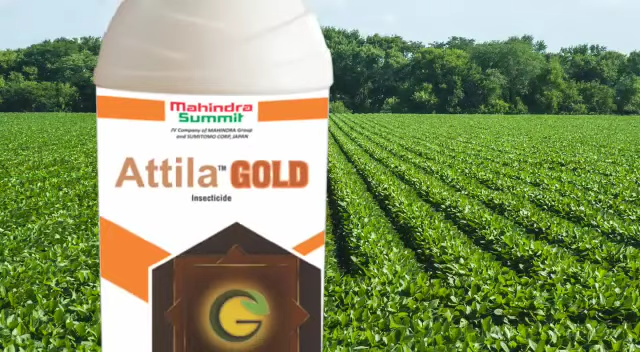 Mahindra
Summit
JV Company of MAHINDRA Group
and SUMITOMO CORP, JAPAN
Attila™ GOLD
Insecticide
G